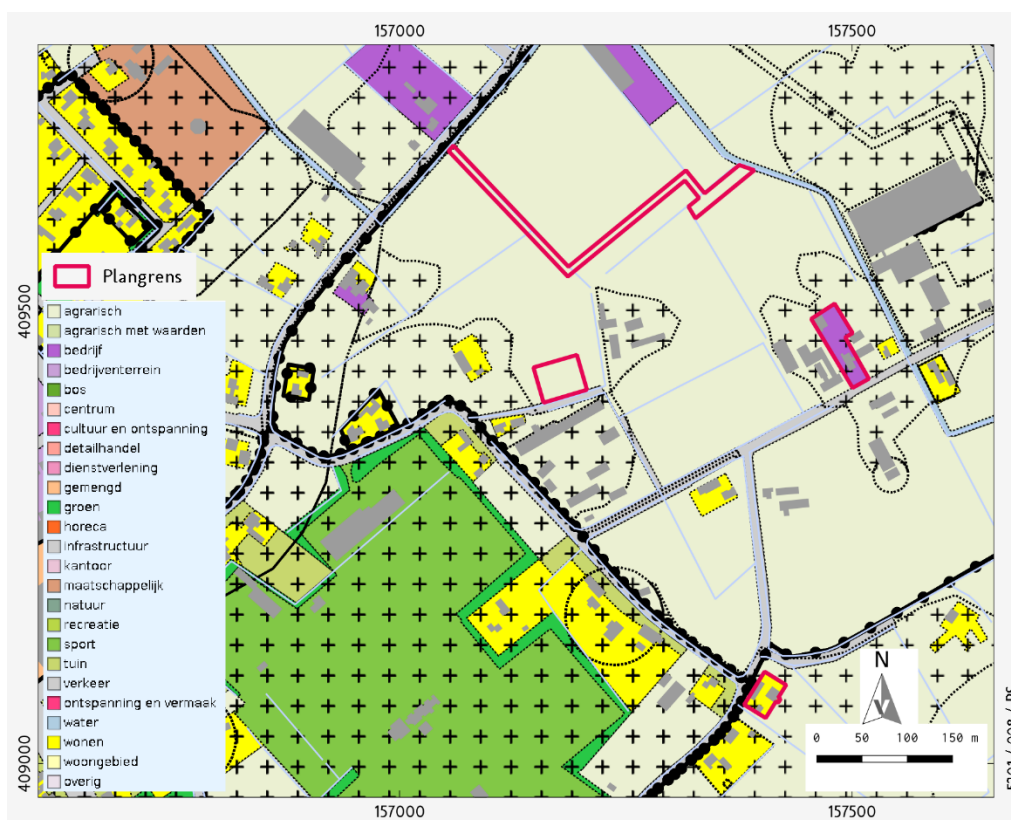 157000
157500
409500
409000
Plangrens
agrarisch
agrarisch met waarden
bedrijf
bedrijventerrein
bos
centrum
cultuur en ontspanning
detailhandel
dienstverlening
gemengd
groen
horeca
infrastructuur
kantoor
maatschappelijk
natuur
recreatie
sport
tuin
verkeer
ontspanning en vermaak
water
wonen
woongebied
overig
N
0 50 100 150 m
157000
157500